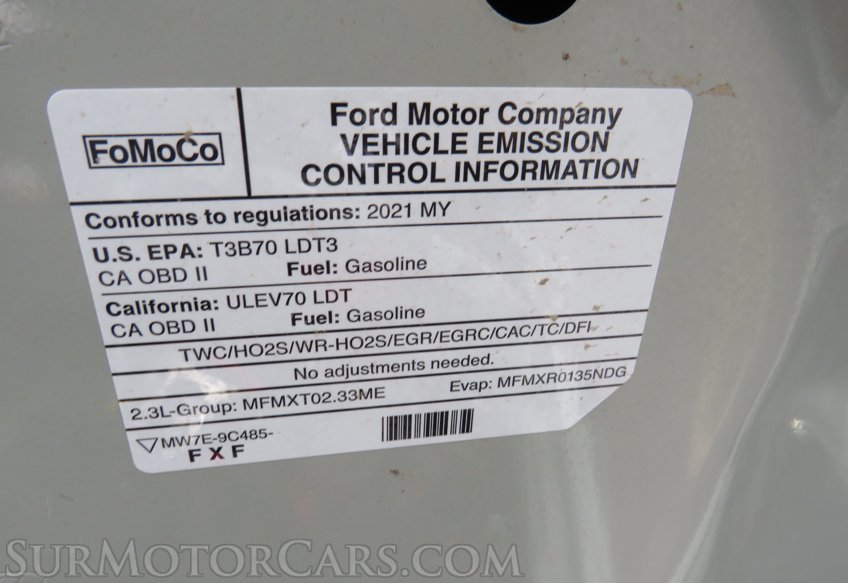 FoMoCo
Ford Motor Company
VEHICLE EMISSION
CONTROL INFORMATION
Conforms to regulations: 2021 MY
U.S. EPA: T3B70 LDT3
CA OBD II Fuel: Gasoline
California: ULEV70 LDT
CA OBD II Fuel: Gasoline
TWC/HO2S/WR-HO2S/EGR/EGRC/CAC/TC/DFI
No adjustments needed.
2.3L-Group: MFMXT02.33ME Evap: MFMXR0135NDG
MW7E-9C485-
F X F
SurMotorCars.com